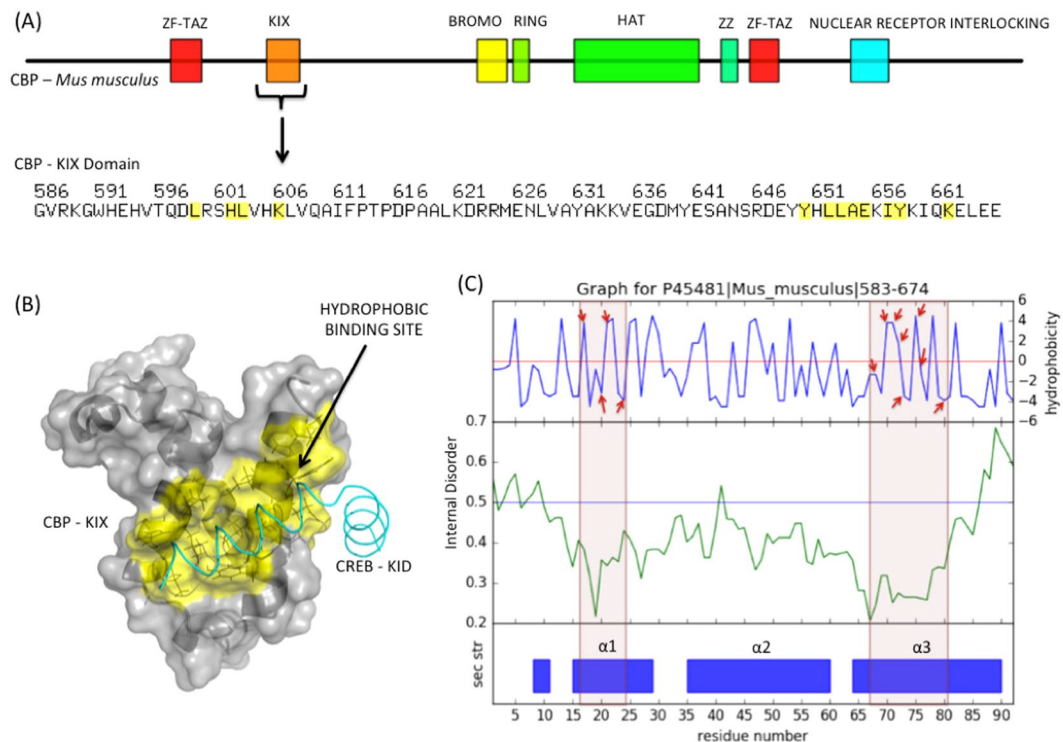 (A)
ZF-TAZ KIX BROMO RING HAT ZZ ZF-TAZ NUCLEAR RECEPTOR INTERLOCKING
CBP – Mus musculus
CBP - KIX Domain
586 591 596 601 606 611 616 621 626 631 636 641 646 651 656 661
GVRKGWHEHVTQDLRSHLVHKLVQAIFPTPDPAALKDRRMENLVAYAKKVEGDMYESANSRDEYYHLLAEKIYKIQKELEE
(B)
HYDROPHOBIC
BINDING SITE
CBP - KIX
CREB - KID
(C)
Graph for P45481|Mus_musculus|583-674
6
4
2
0
−2
−4
−6
hydrophobicity
0.7
0.6
0.5
0.4
0.3
0.2
Internal Disorder
sec str
α1 α2 α3
5 10 15 20 25 30 35 40 45 50 55 60 65 70 75 80 85 90
residue number